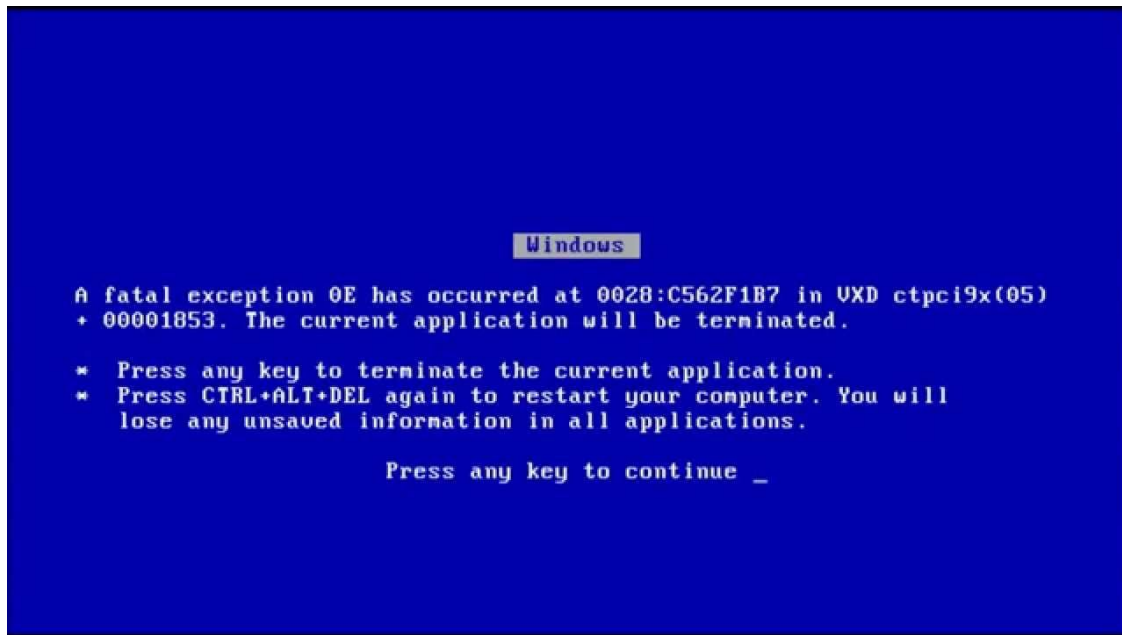 Windows
A fatal exception 0E has occurred at 0028:C562F1B7 in VXD ctpci9x(05)
+ 00001853. The current application will be terminated.
* Press any key to terminate the current application.
* Press CTRL+ALT+DEL again to restart your computer. You will
lose any unsaved information in all applications.
Press any key to continue _